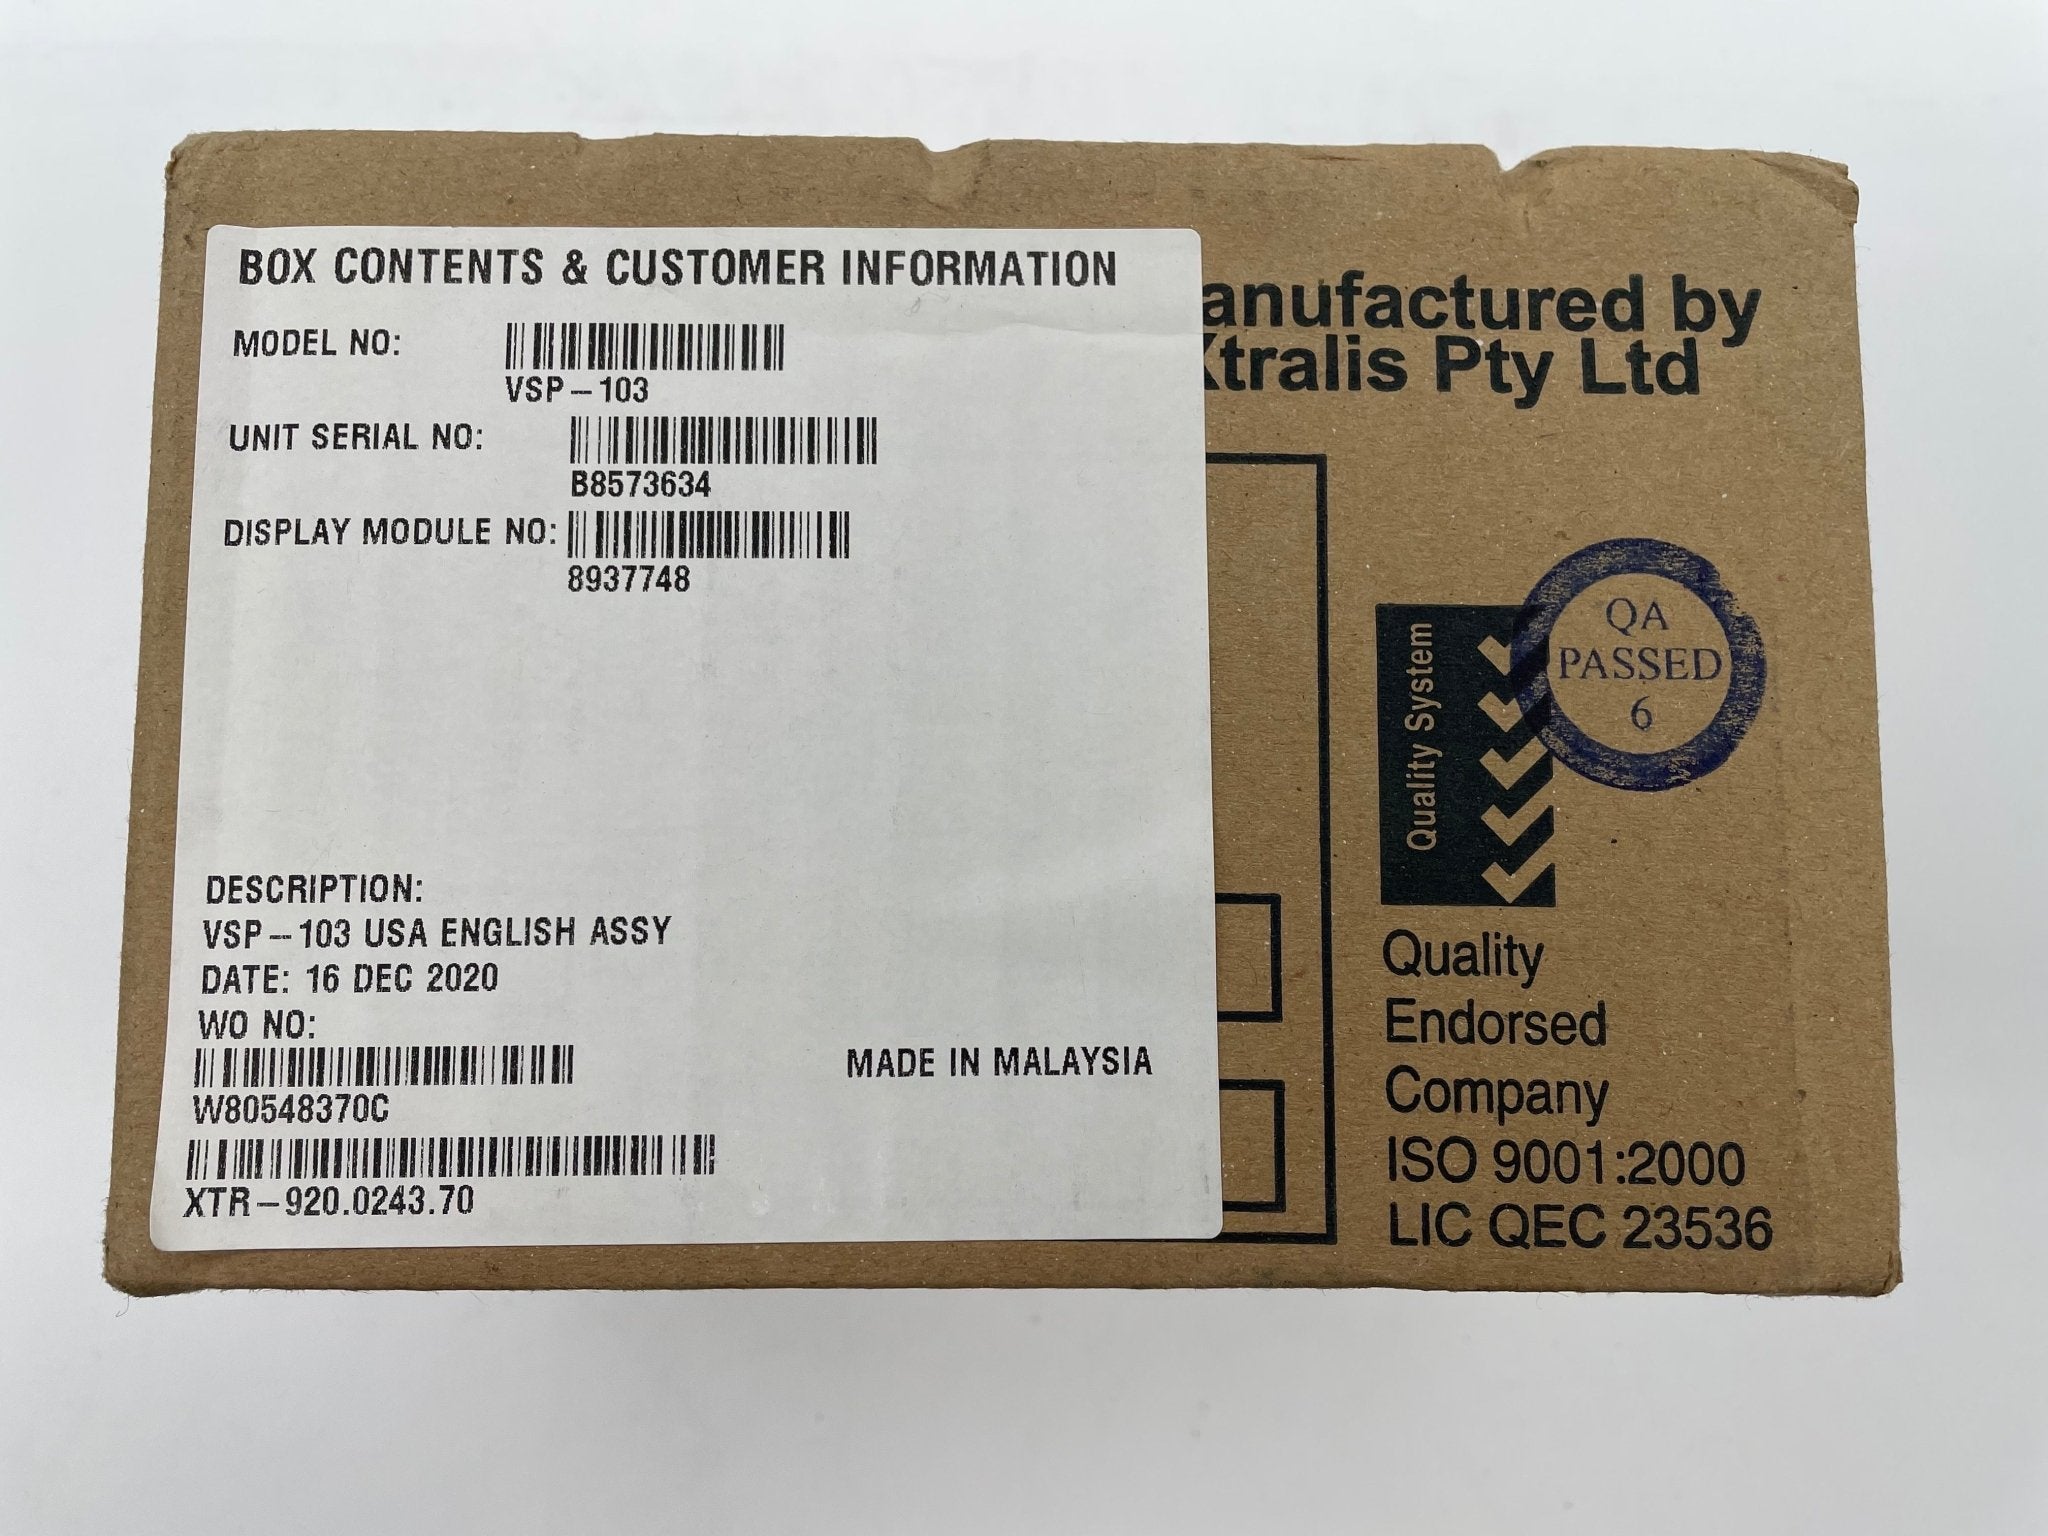 BOX CONTENTS & CUSTOMER INFORMATION
MODEL NO:
VSP-103
UNIT SERIAL NO:
B8573634
DISPLAY MODULE NO:
8937748
DESCRIPTION:
VSP-103 USA ENGLISH ASSY
DATE: 16 DEC 2020
WO NO:
W80548370C
MADE IN MALAYSIA
XTR-920.0243.70
anufactured by
Xtralis Pty Ltd
QA
PASSED
6
Quality System
Quality
Endorsed
Company
ISO 9001:2000
LIC QEC 23536